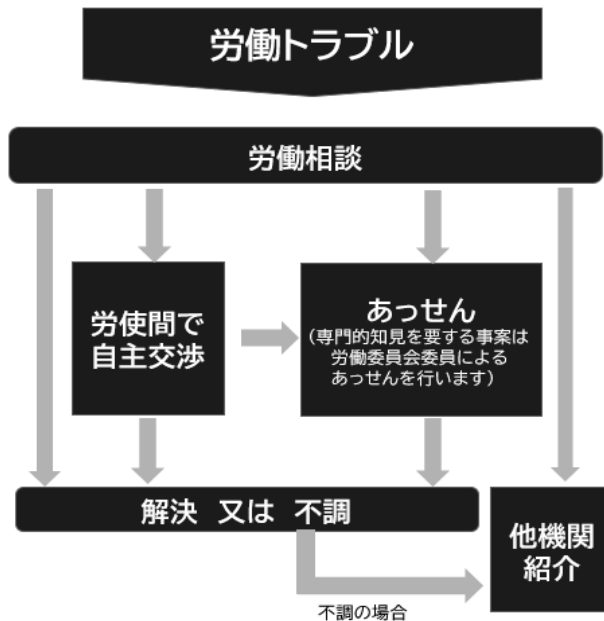 労働トラブル
労働相談
労使間で
自主交渉
あっせん
(専門的知見を要する事案は
労働委員会委員による
あっせんを行います)
解決 又は 不調
他機関
紹介
不調の場合